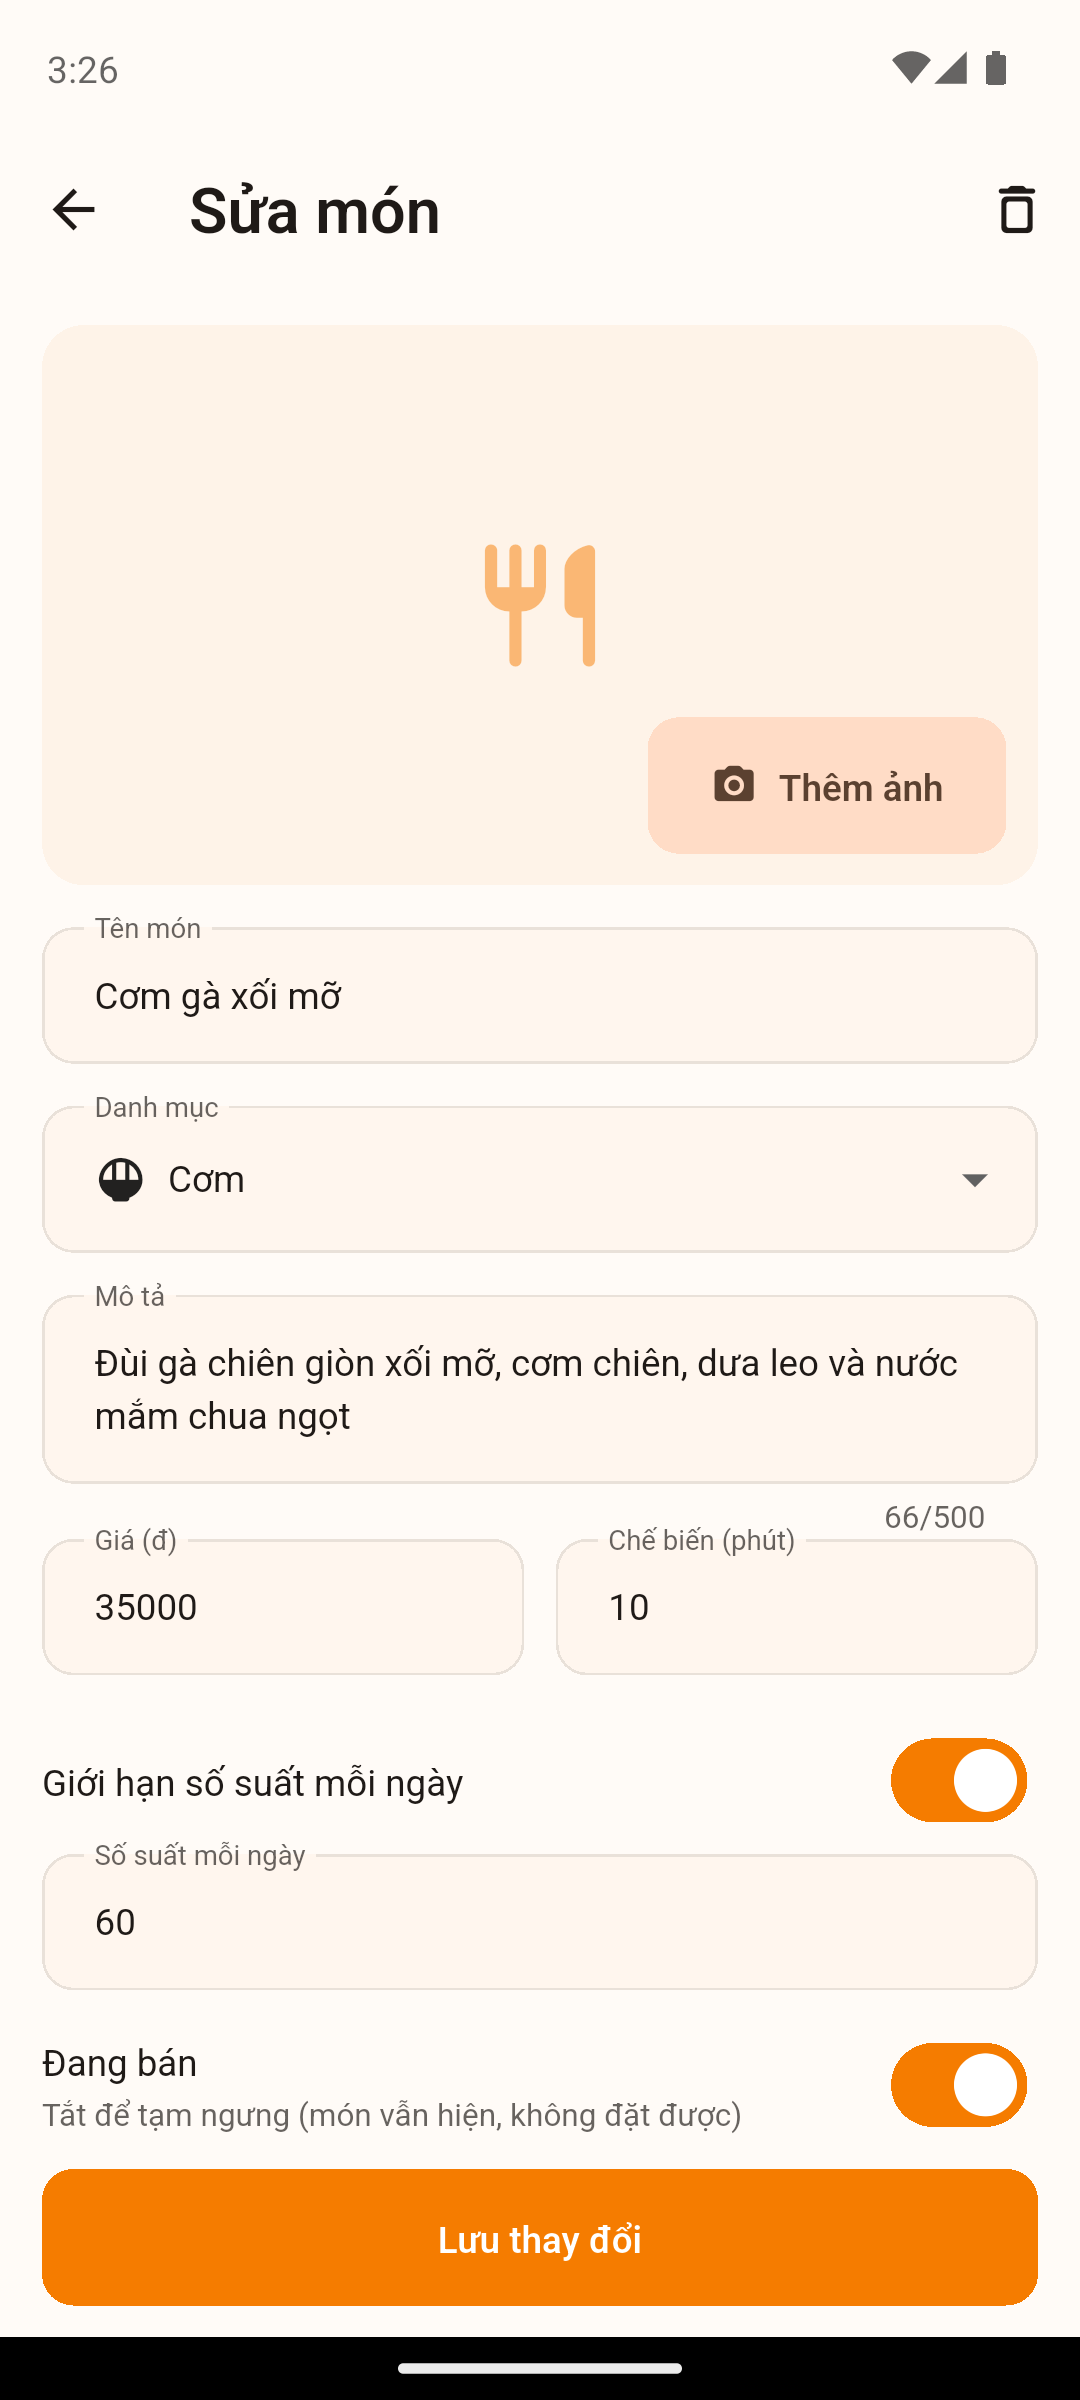 3:26
Sửa món
Thêm ảnh
Tên món
Cơm gà xối mỡ
Danh mục
Cơm
Mô tả
Đùi gà chiên giòn xối mỡ, cơm chiên, dưa leo và nước
mắm chua ngọt
66/500
Giá (đ)
35000
Chế biến (phút)
10
Giới hạn số suất mỗi ngày
Số suất mỗi ngày
60
Đang bán
Tắt để tạm ngưng (món vẫn hiện, không đặt được)
Lưu thay đổi